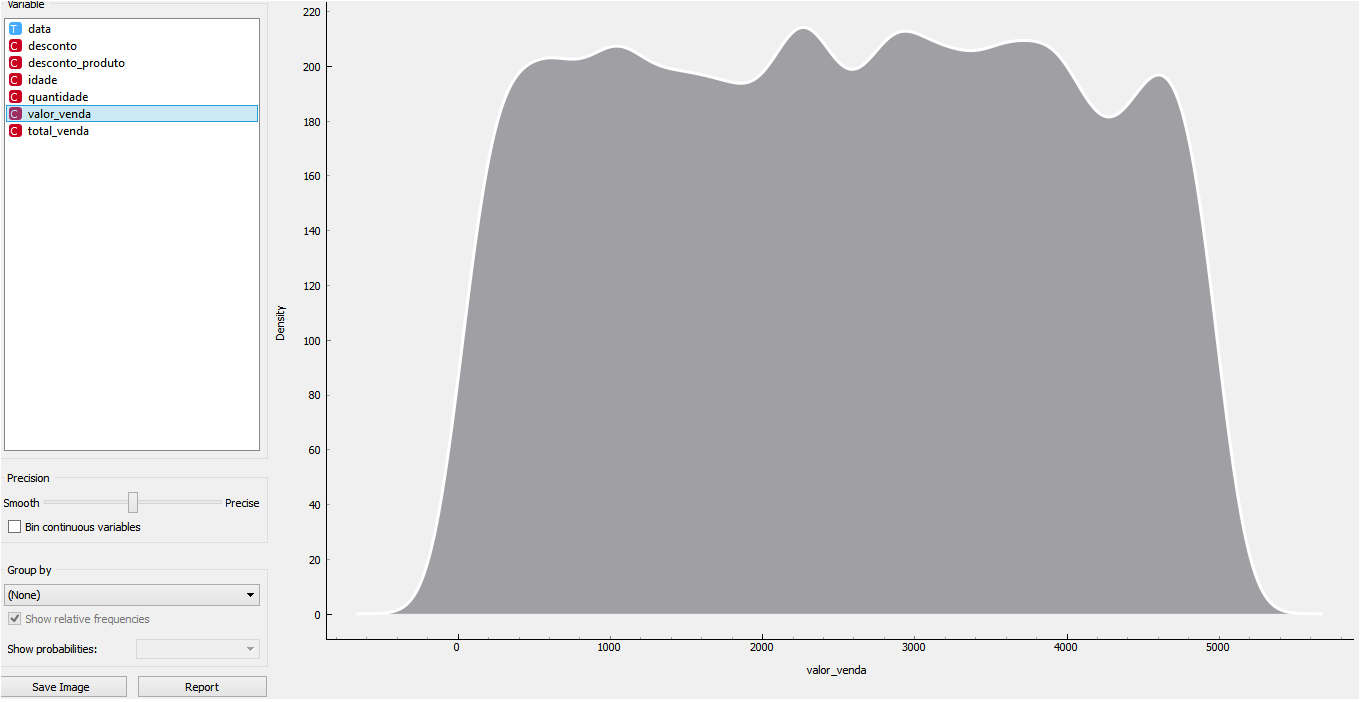 Variable
T data
C desconto
C desconto_produto
C idade
C quantidade
C valor_venda
C total_venda
Precision
Smooth Precise
Bin continuous variables
Group by
(None)
Show relative frequencies
Show probabilities:
Save Image Report
Density
220
200
180
160
140
120
100
80
60
40
20
0
0 1000 2000 3000 4000 5000
valor_venda